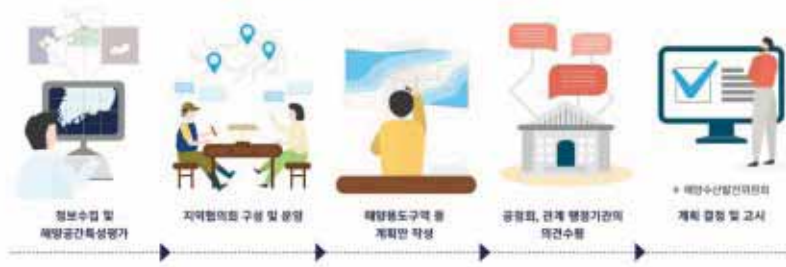 정보수집 및
해양공간특성평가
지역협의회 구성 및 운영
해양용도구역 등
계획안 작성
공청회, 관계 행정기관의
의견수렴
※ 해양수산발전위원회
계획 결정 및 고시